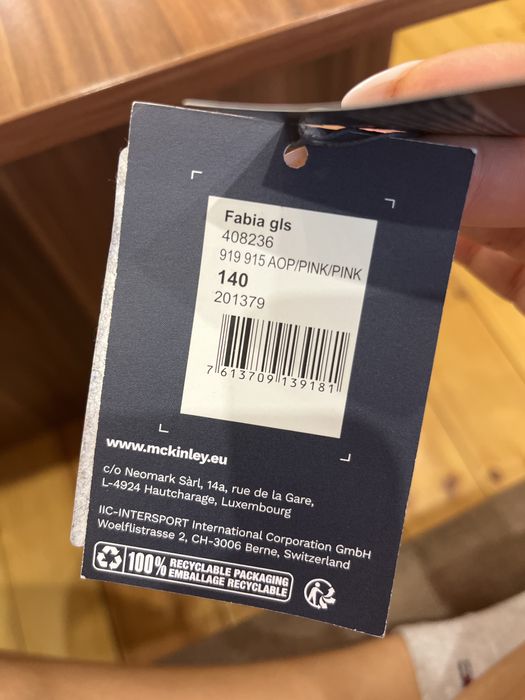 Fabia gls
408236
919 915 AOP/PINK/PINK
140
201379
7 613709 139181
www.mckinley.eu
c/o Neomark Sàrl, 14a, rue de la Gare,
L-4924 Hautcharage, Luxembourg
IIC-INTERSPORT International Corporation GmbH
Woelflistrasse 2, CH-3006 Berne, Switzerland
100% RECYCLABLE PACKAGING
EMBALLAGE RECYCLABLE